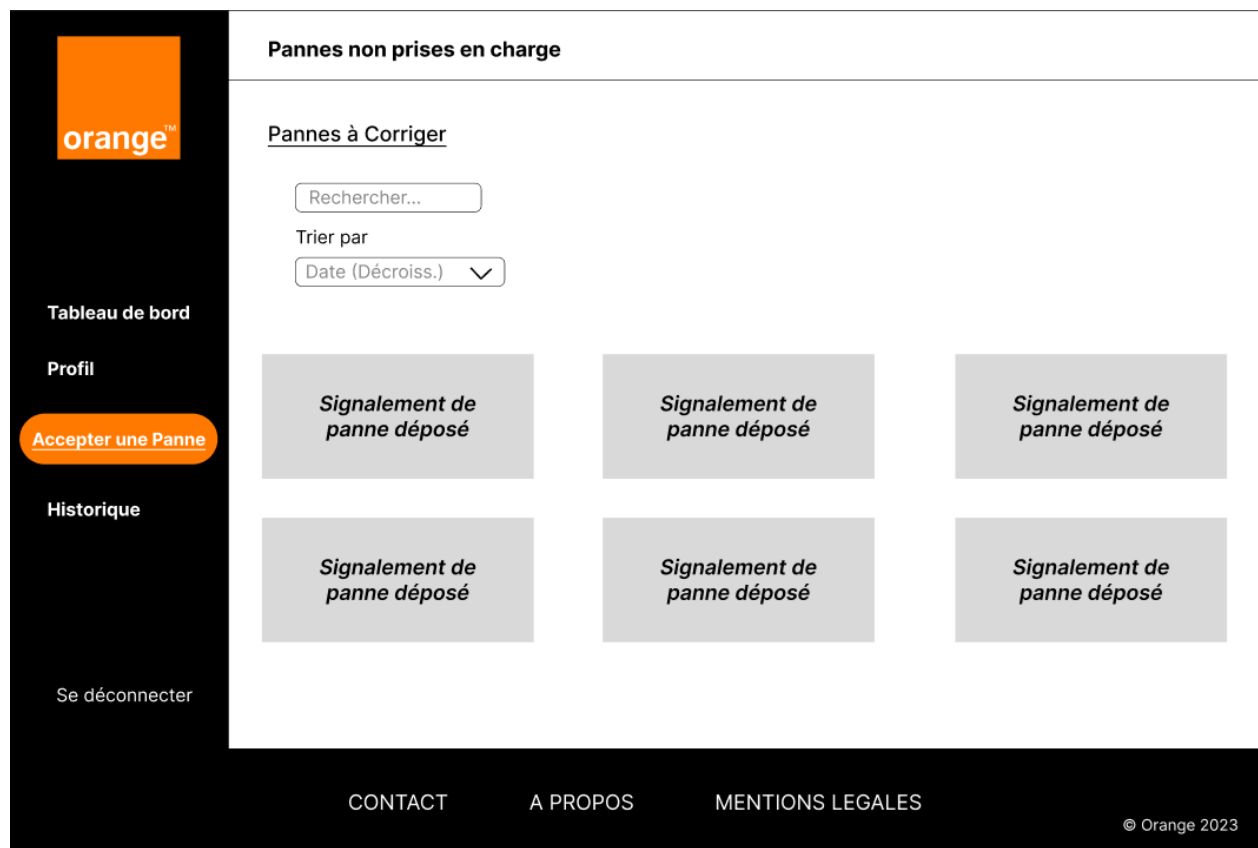 orange™
Pannes non prises en charge
Pannes à Corriger
Rechercher...
Trier par
Date (Décroiss.)
Tableau de bord
Profil
Accepter une Panne
Historique
Se déconnecter
Signalement de
panne déposé
Signalement de
panne déposé
Signalement de
panne déposé
Signalement de
panne déposé
Signalement de
panne déposé
Signalement de
panne déposé
CONTACT
A PROPOS
MENTIONS LEGALES
© Orange 2023